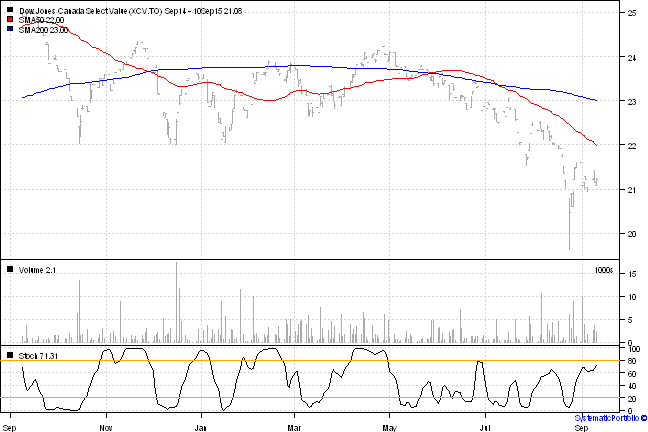 Dow Jones Canada Select Value (XCV.TO) Sep14 - 10Sep15 21.08
SMA50 22.00
SMA200 23.00
25
24
23
22
21
20
Volume 2.1
1000s
15
10
5
0
Stoch 71.31
100
80
60
40
20
0
Sep Nov Jan Mar May Jul Sep
SystematicPortfolio ©